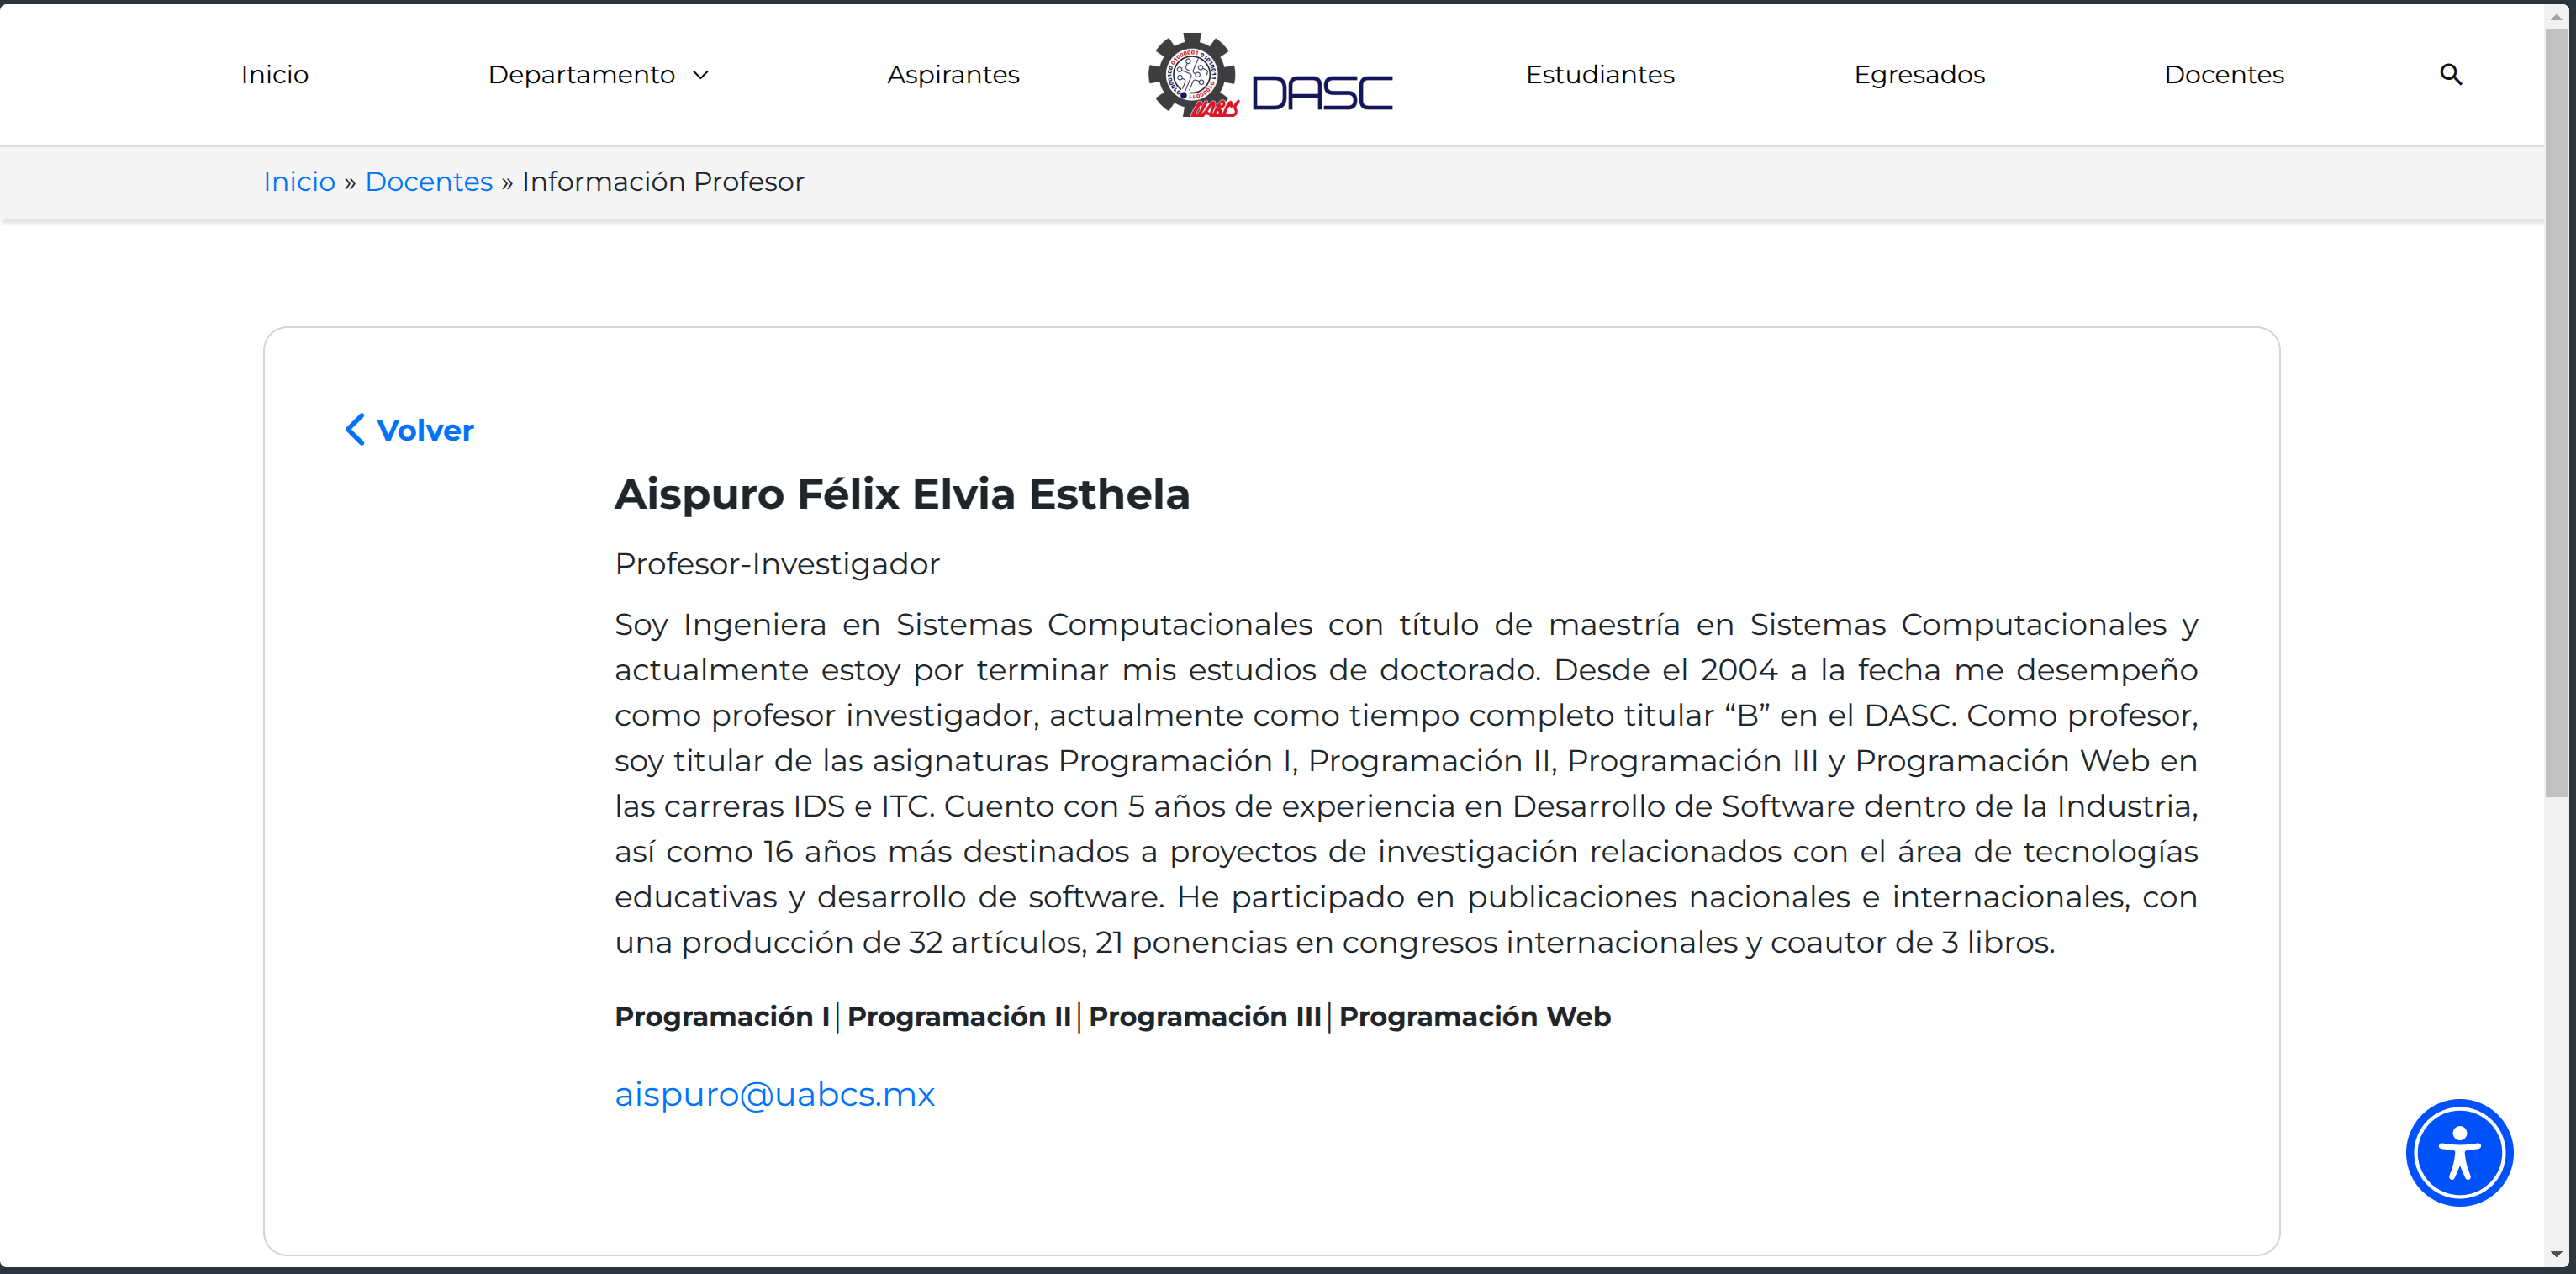 Inicio
Departamento
Aspirantes
UABCS
DASC
Estudiantes
Egresados
Docentes
Inicio » Docentes » Información Profesor
Volver
Aispuro Félix Elvia Esthela
Profesor-Investigador
Soy Ingeniera en Sistemas Computacionales con título de maestría en Sistemas Computacionales y
actualmente estoy por terminar mis estudios de doctorado. Desde el 2004 a la fecha me desempeño
como profesor investigador, actualmente como tiempo completo titular “B” en el DASC. Como profesor,
soy titular de las asignaturas Programación I, Programación II, Programación III y Programación Web en
las carreras IDS e ITC. Cuento con 5 años de experiencia en Desarrollo de Software dentro de la Industria,
así como 16 años más destinados a proyectos de investigación relacionados con el área de tecnologías
educativas y desarrollo de software. He participado en publicaciones nacionales e internacionales, con
una producción de 32 artículos, 21 ponencias en congresos internacionales y coautor de 3 libros.
Programación I│Programación II│Programación III│Programación Web
aispuro@uabcs.mx